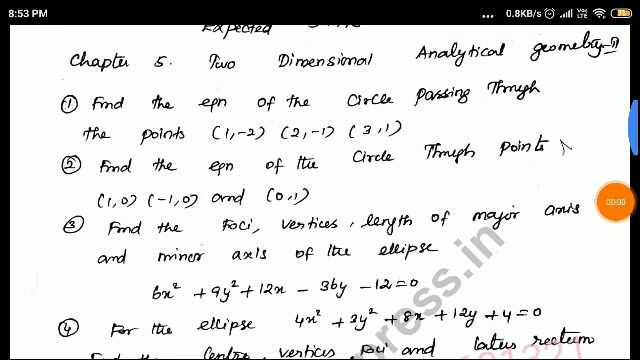 8:53 PM ... 0.8KB/s 71
Expected
Chapter 5. Two Dimensional Analytical geometry-II
① Find the eqn of the circle passing through
the points (1,-2) (2,-1) (3,1)
② Find the eqn of the circle through points
(1,0) (-1,0) and (0,1)
③ Find the Foci, vertices, length of major axis
and minor axis of the ellipse
6x² + 9y² + 12x - 36y - 12 = 0
④ For the ellipse 4x² + 3y² + 8x + 12y + 4 = 0
centre, vertices, foci and latus rectum
00:00
press.in